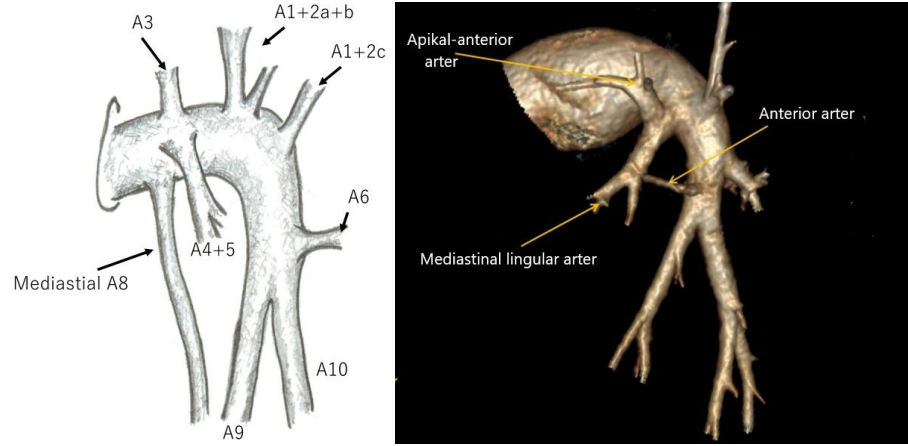 A3
A1+2a+b
A1+2c
A6
A4+5
Mediastial A8
A10
A9
Apikal-anterior
arter
Anterior arter
Mediastinal lingular arter